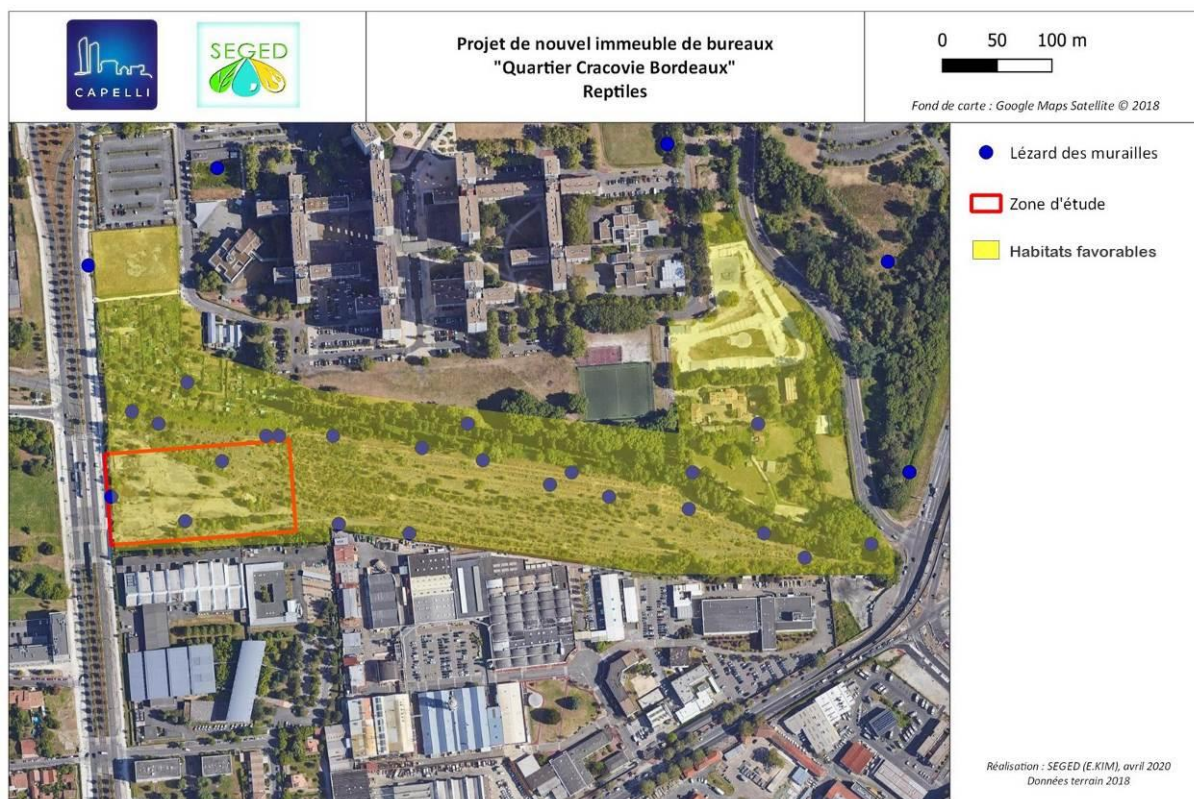 CAPELLI
SEGED
Projet de nouvel immeuble de bureaux
"Quartier Cracovie Bordeaux"
Reptiles
0 50 100 m
Fond de carte : Google Maps Satellite © 2018
Lézard des murailles
Zone d'étude
Habitats favorables
Réalisation : SEGED (E.KIM), avril 2020
Données terrain 2018